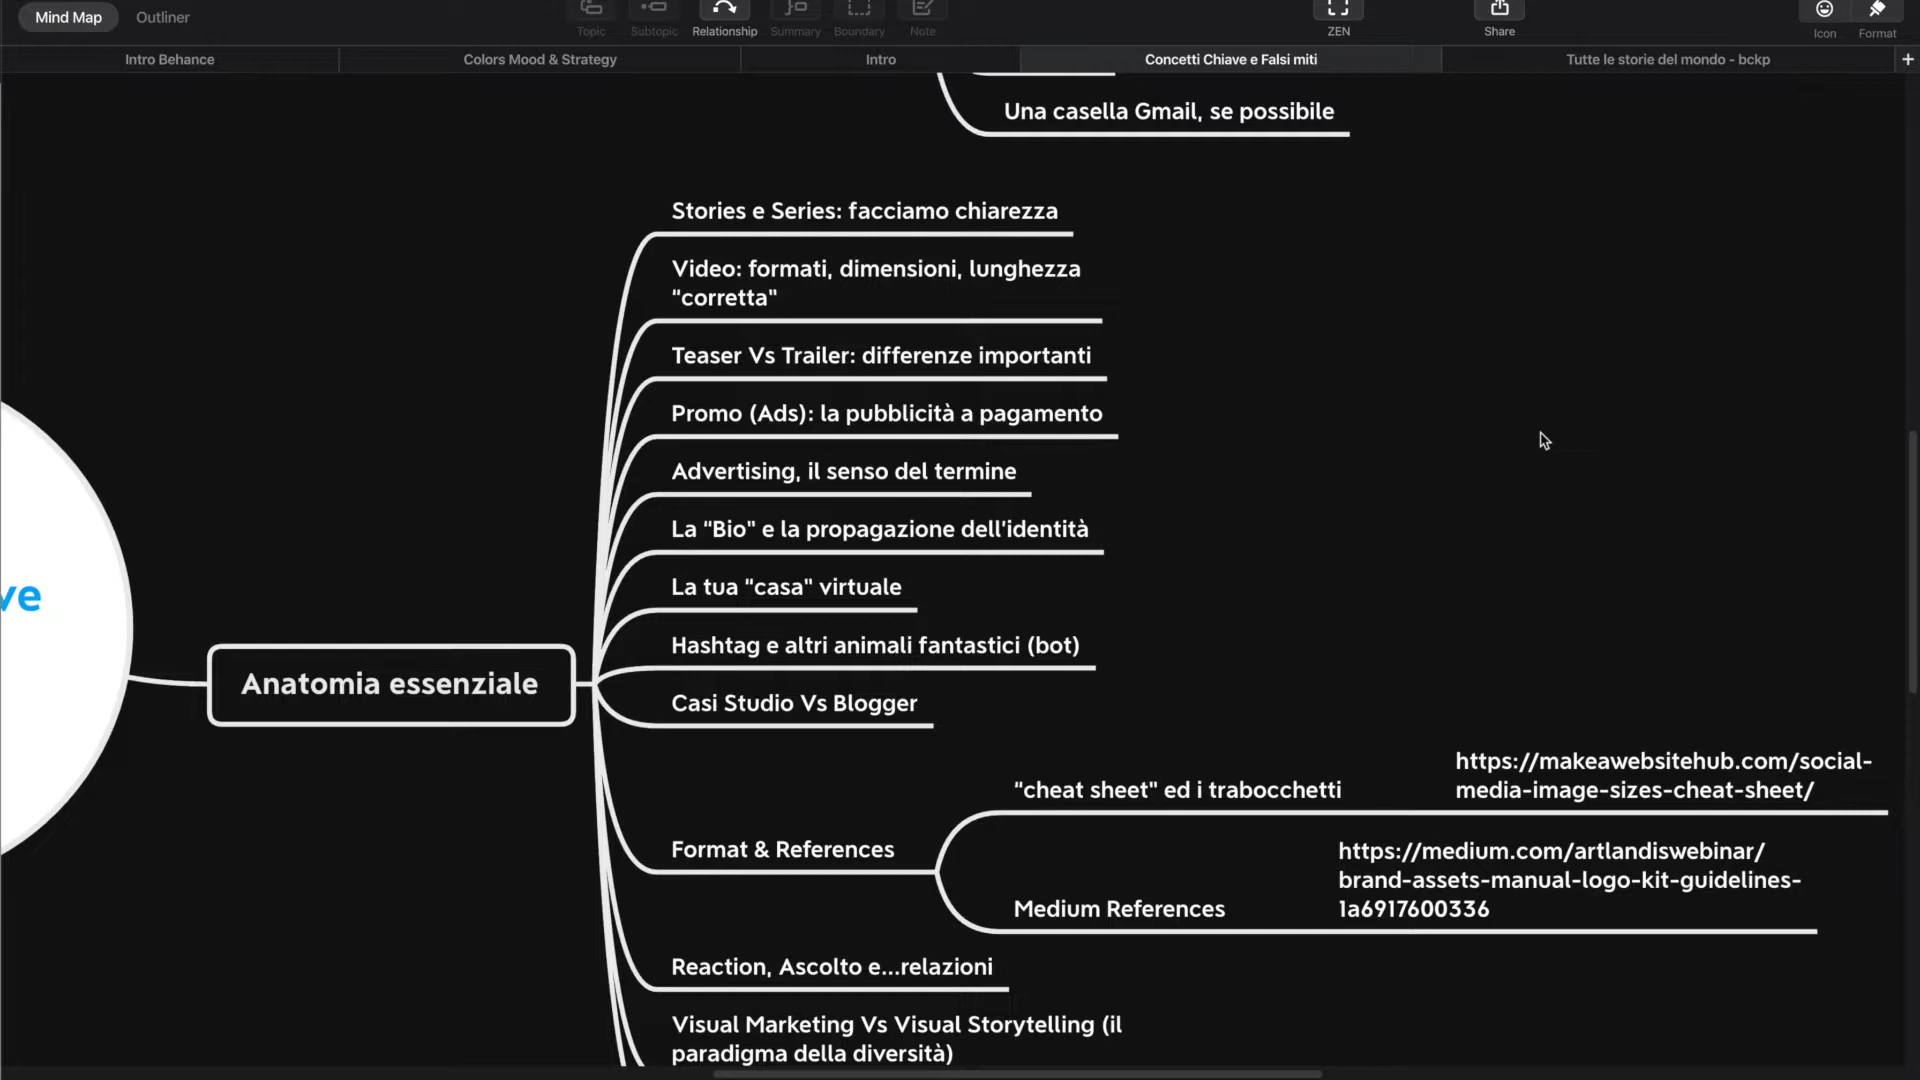 Mind Map
Outliner
Topic
Subtopic
Relationship
Summary
Boundary
Note
ZEN
Share
Icon
Format
Intro Behance
Colors Mood & Strategy
Intro
Concetti Chiave e Falsi miti
Tutte le storie del mondo - bckp
+
Una casella Gmail, se possibile
Stories e Series: facciamo chiarezza
Video: formati, dimensioni, lunghezza
"corretta"
Teaser Vs Trailer: differenze importanti
Promo (Ads): la pubblicità a pagamento
Advertising, il senso del termine
La "Bio" e la propagazione dell'identità
La tua "casa" virtuale
ve
Hashtag e altri animali fantastici (bot)
Anatomia essenziale
Casi Studio Vs Blogger
"cheat sheet" ed i trabocchetti
https://makeawebsitehub.com/social-
media-image-sizes-cheat-sheet/
Format & References
Medium References
https://medium.com/artlandiswebinar/
brand-assets-manual-logo-kit-guidelines-
1a6917600336
Reaction, Ascolto e...relazioni
Visual Marketing Vs Visual Storytelling (il
paradigma della diversità)